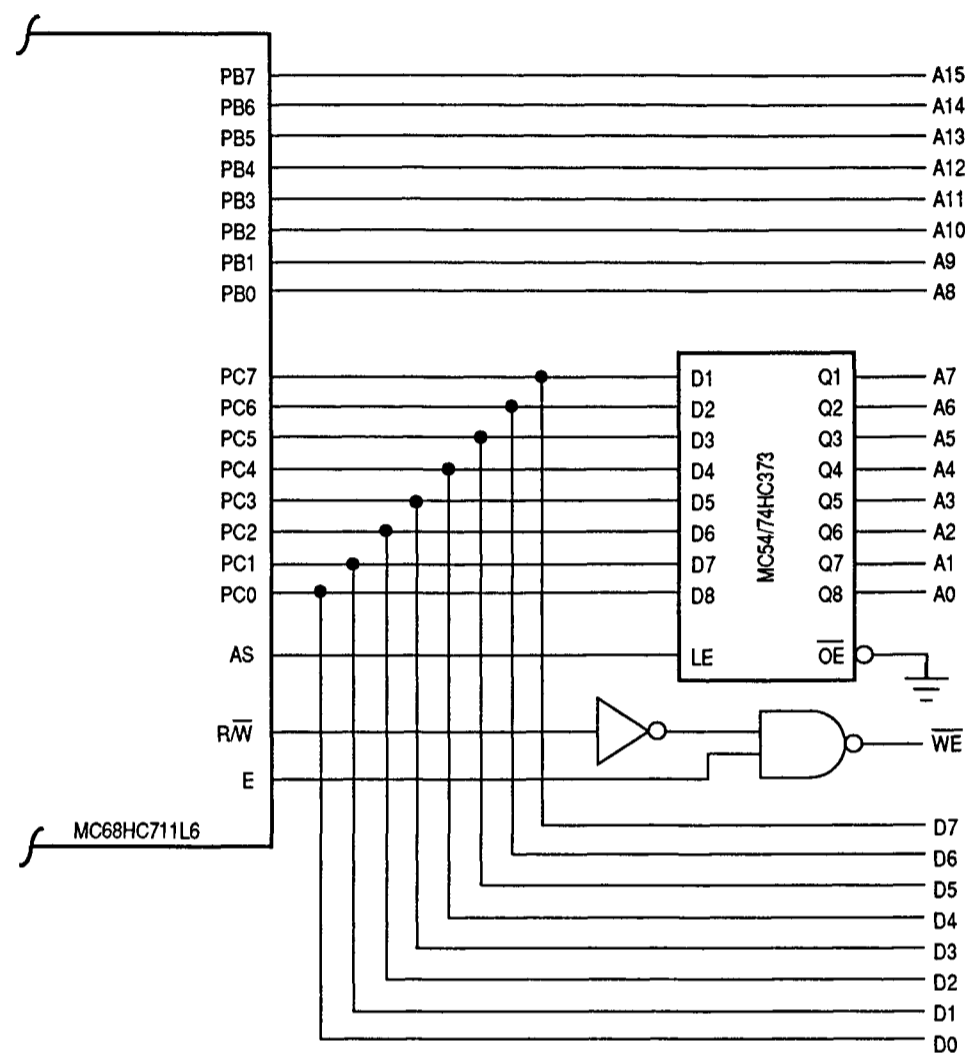 PB7 A15
PB6 A14
PB5 A13
PB4 A12
PB3 A11
PB2 A10
PB1 A9
PB0 A8
PC7 D1 Q1 A7
PC6 D2 Q2 A6
PC5 D3 Q3 A5
PC4 D4 Q4 A4
PC3 D5 Q5 A3
PC2 D6 Q6 A2
PC1 D7 Q7 A1
PC0 D8 Q8 A0
MC54/74HC373
AS LE O̅E̅
R/W̅ W̅E̅
E
MC68HC711L6
D7
D6
D5
D4
D3
D2
D1
D0